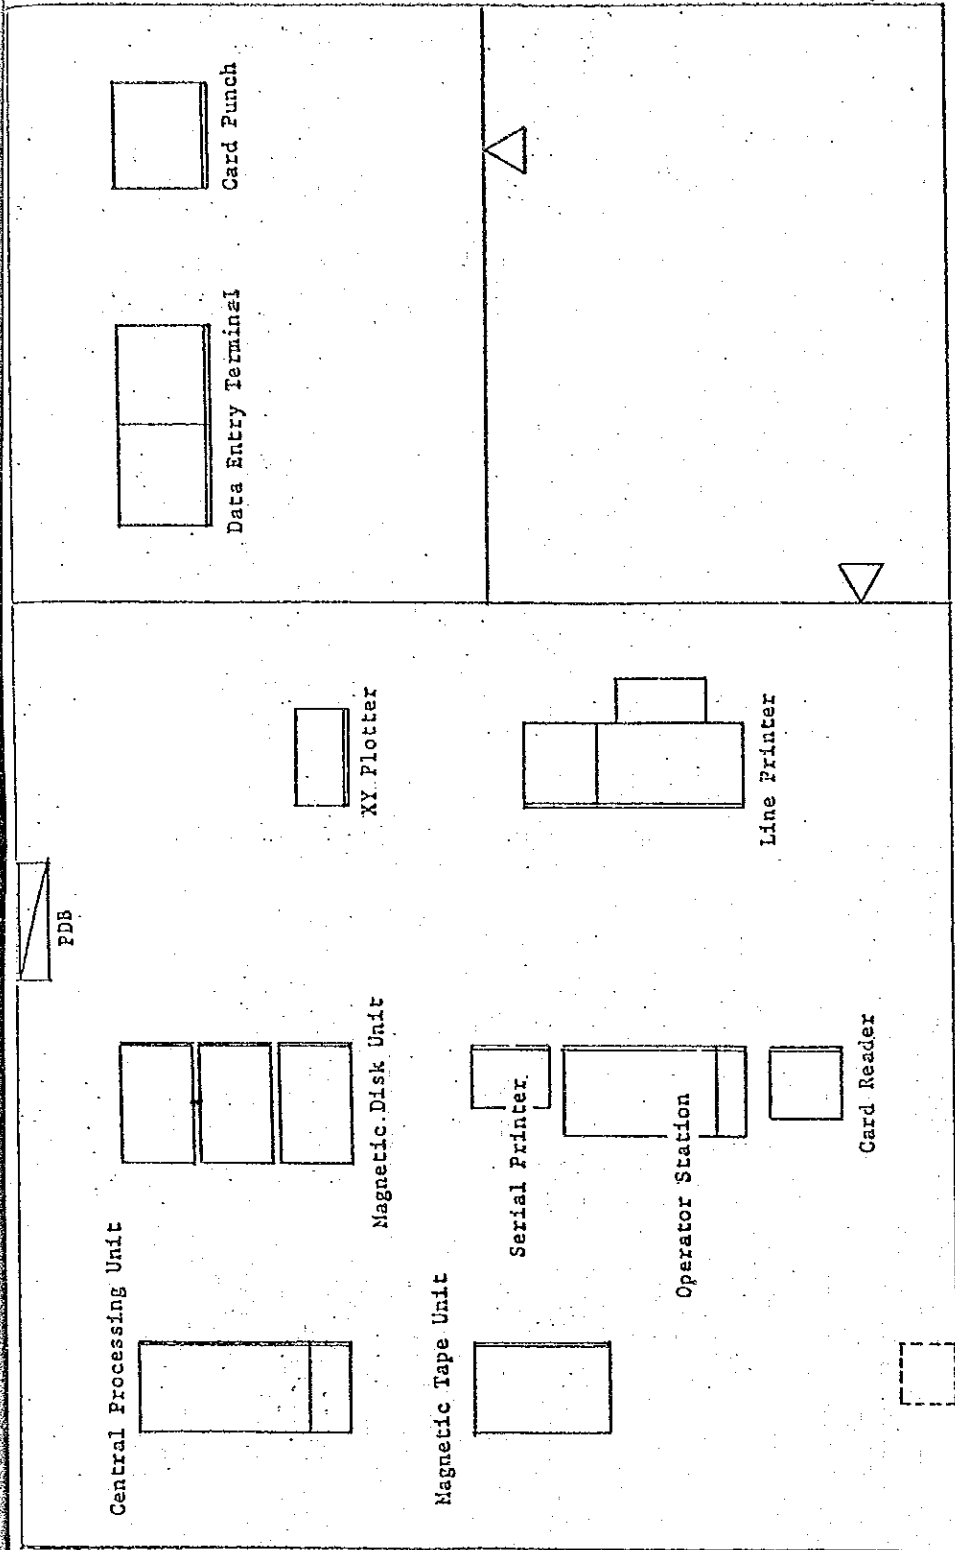 Central Processing Unit
Magnetic Disk Unit
PDB
XY Plotter
Data Entry Terminal
Card Punch
Magnetic Tape Unit
Serial Printer
Operator Station
Card Reader
Line Printer